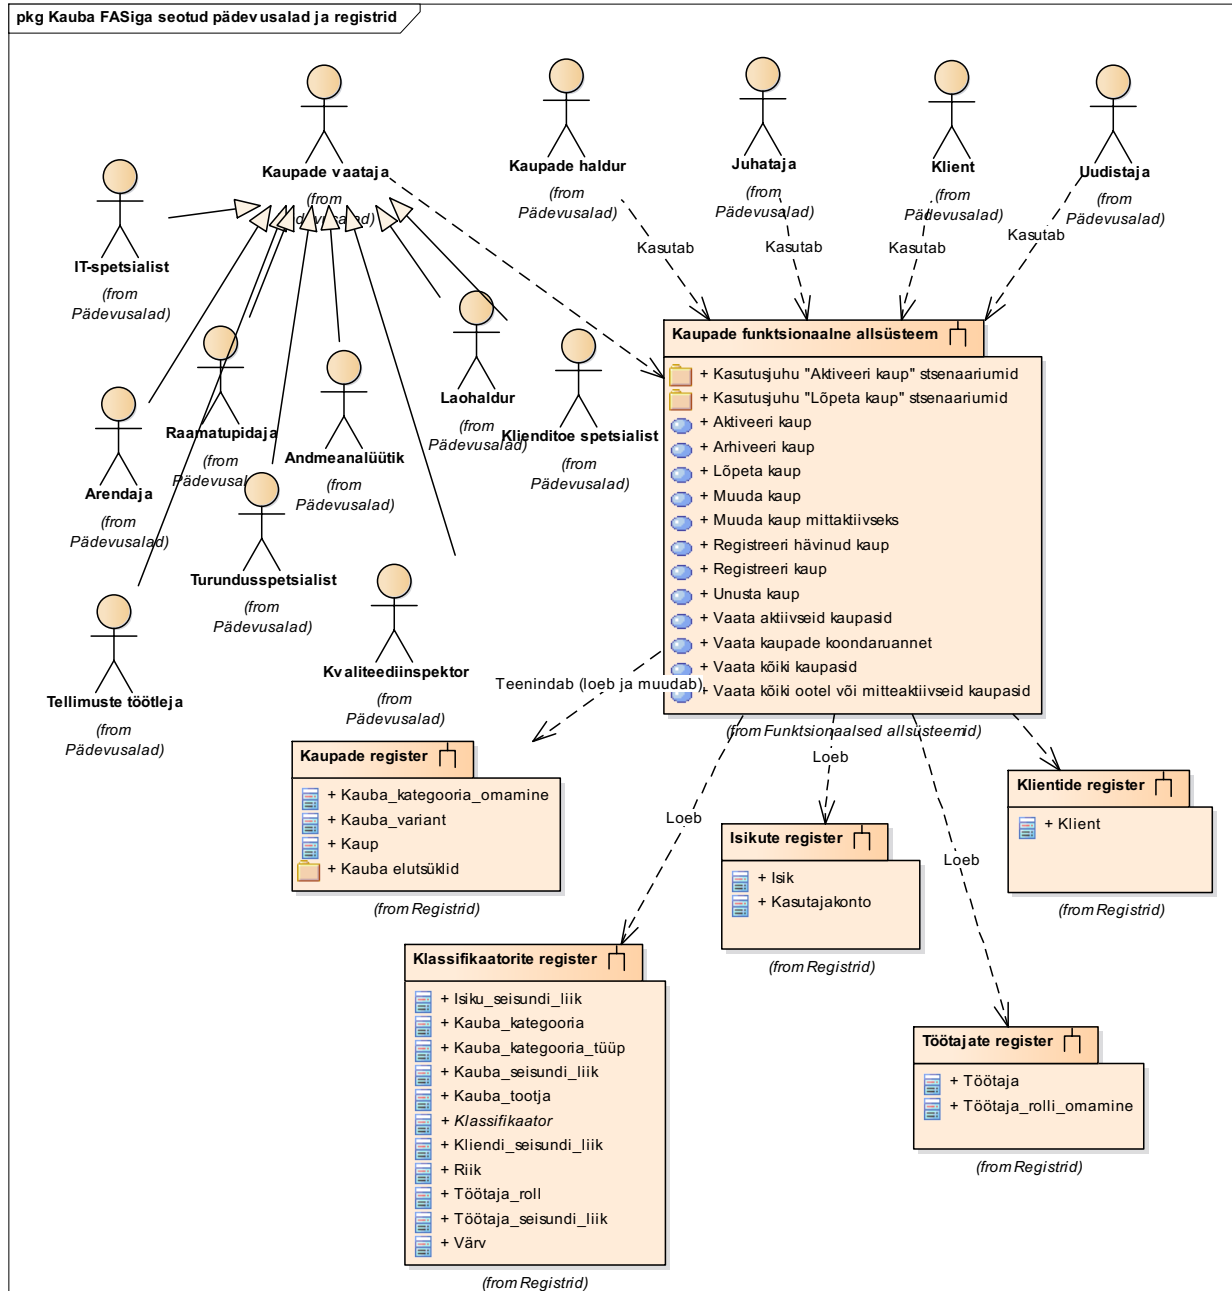 pkg Kauba FASiga seotud pädevusalad ja registrid
Kaupade vaataja
(from
Pädevusalad)
Kaupade haldur
(from
Pädevusalad)
Juhataja
(from
Pädevusalad)
Klient
(from
Pädevusalad)
Uudistaja
(from
Pädevusalad)
IT-spetsialist
(from
Pädevusalad)
Kasutab
Kasutab
Kasutab
Kasutab
Arendaja
(from
Pädevusalad)
Raamatupidaja
(from
Pädevusalad)
Andmeanalüütik
(from
Pädevusalad)
Laohaldur
(from
Pädevusalad)
Klienditoe spetsialist
(from
Pädevusalad)
Turundusspetsialist
(from
Pädevusalad)
Tellimuste töötleja
(from
Pädevusalad)
Kvaliteediinspektor
(from
Pädevusalad)
Kaupade funktsionaalne allsüsteem
+ Kasutusjuhu "Aktiveeri kaup" stsenaariumid
+ Kasutusjuhu "Lõpeta kaup" stsenaariumid
+ Aktiveeri kaup
+ Arhiveeri kaup
+ Lõpeta kaup
+ Muuda kaup
+ Muuda kaup mittaktiivseks
+ Registreeri hävinud kaup
+ Registreeri kaup
+ Unusta kaup
+ Vaata aktiivseid kaupasid
+ Vaata kaupade koondaruannet
+ Vaata kõiki kaupasid
+ Vaata kõiki ootel või mitteaktiivseid kaupasid
(from Funktsionaalsed allsüsteemid)
Teenindab (loeb ja muudab)
Loeb
Loeb
Loeb
Kaupade register
+ Kauba_kategooria_omamine
+ Kauba_variant
+ Kaup
+ Kauba elutsüklid
(from Registrid)
Klientide register
+ Klient
(from Registrid)
Isikute register
+ Isik
+ Kasutajakonto
(from Registrid)
Klassifikaatorite register
+ Isiku_seisundi_liik
+ Kauba_kategooria
+ Kauba_kategooria_tüüp
+ Kauba_seisundi_liik
+ Kauba_tootja
+ Klassifikaator
+ Kliendi_seisundi_liik
+ Riik
+ Töötaja_roll
+ Töötaja_seisundi_liik
+ Värv
(from Registrid)
Töötajate register
+ Töötaja
+ Töötaja_rolli_omamine
(from Registrid)